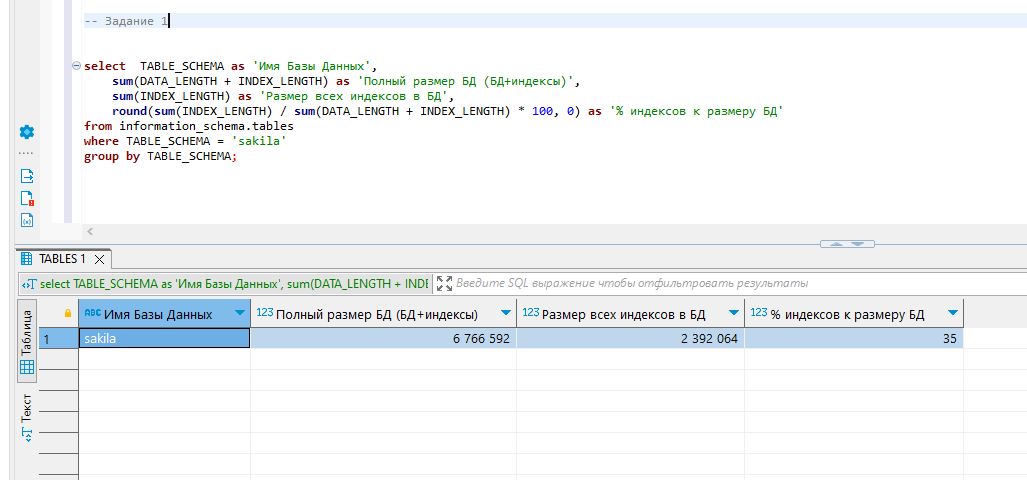 -- Задание 1
select  TABLE_SCHEMA as 'Имя Базы Данных',
sum(DATA_LENGTH + INDEX_LENGTH) as 'Полный размер БД (БД+индексы)',
sum(INDEX_LENGTH) as 'Размер всех индексов в БД',
round(sum(INDEX_LENGTH) / sum(DATA_LENGTH + INDEX_LENGTH) * 100, 0) as '% индексов к размеру БД'
from information_schema.tables
where TABLE_SCHEMA = 'sakila'
group by TABLE_SCHEMA;
TABLES 1
select TABLE_SCHEMA as 'Имя Базы Данных', sum(DATA_LENGTH + INDE
Введите SQL выражение чтобы отфильтровать результаты
Таблица
Текст
ABC Имя Базы Данных
123 Полный размер БД (БД+индексы)
123 Размер всех индексов в БД
123 % индексов к размеру БД
1 sakila 6 766 592 2 392 064 35